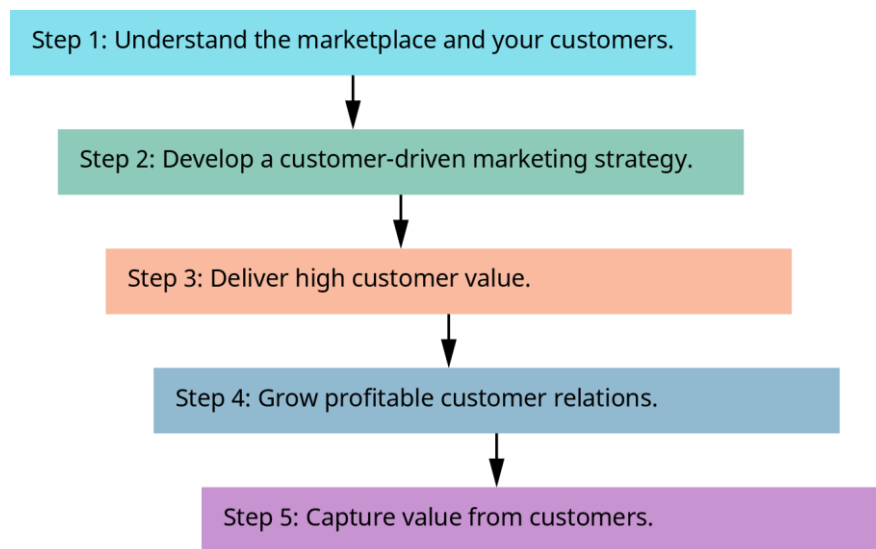 Step 1: Understand the marketplace and your customers.
Step 2: Develop a customer-driven marketing strategy.
Step 3: Deliver high customer value.
Step 4: Grow profitable customer relations.
Step 5: Capture value from customers.